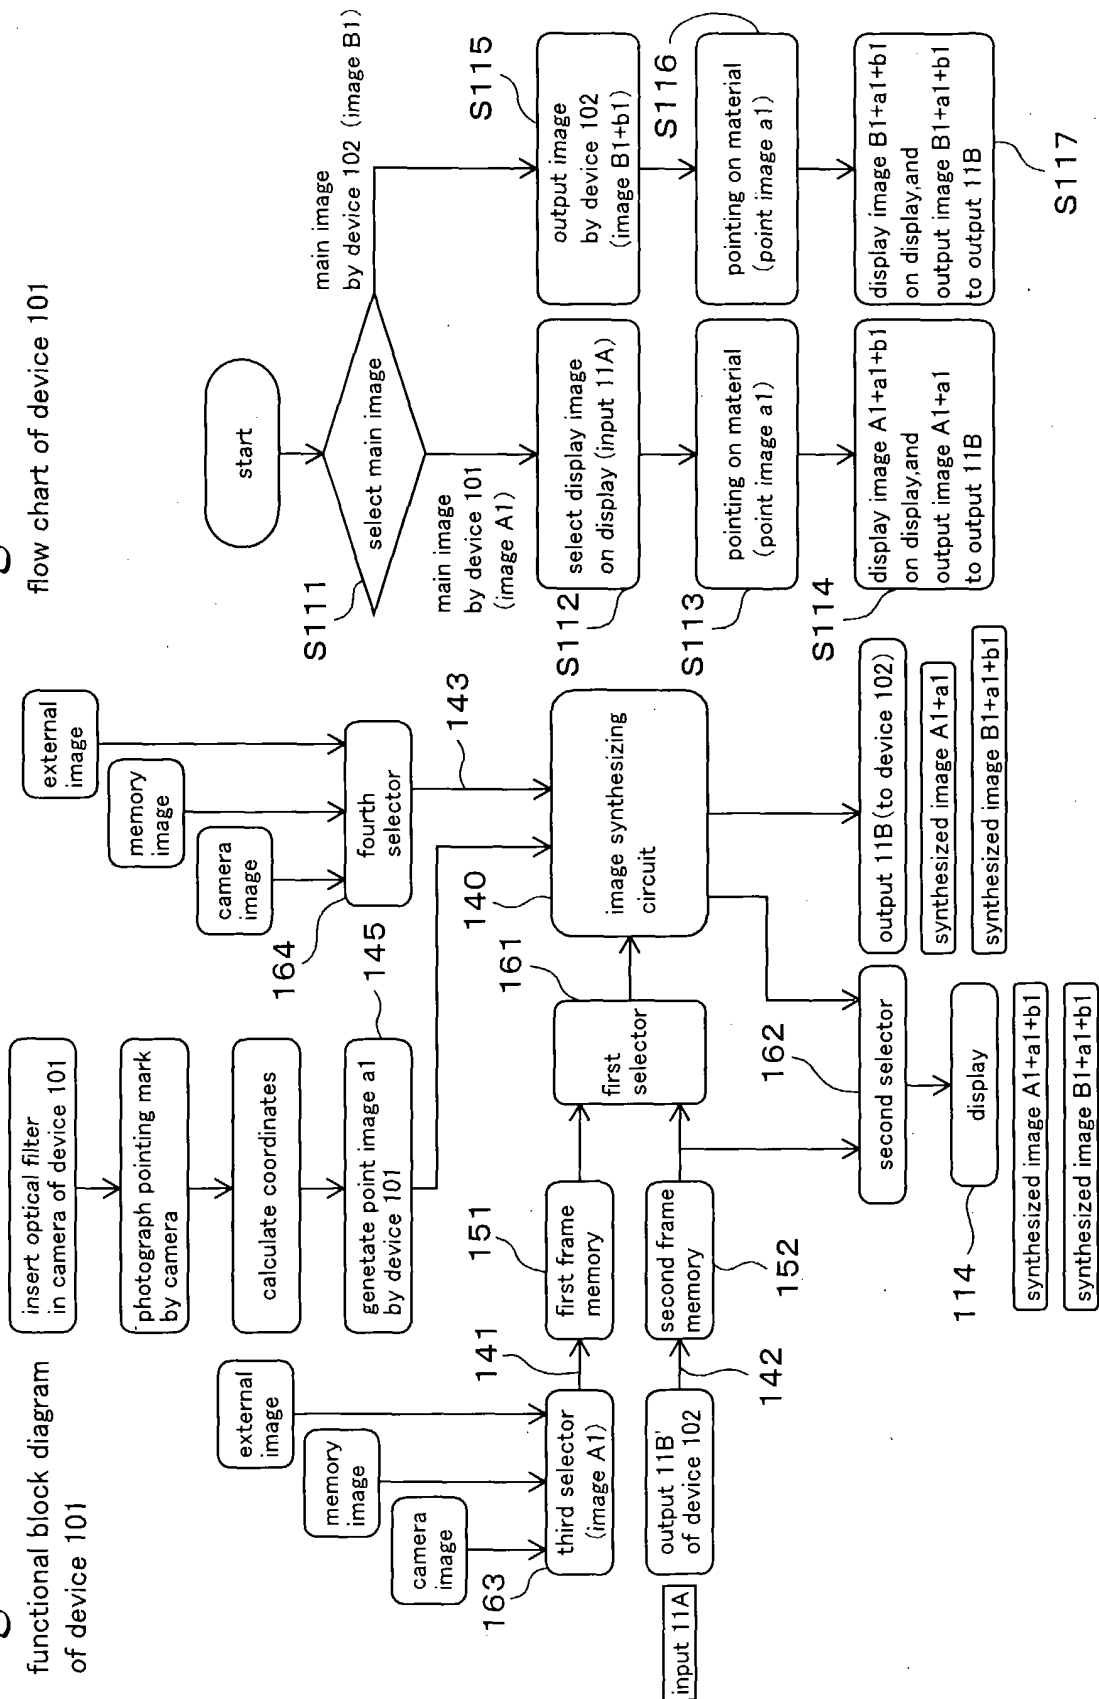 functional block diagram
of device 101
insert optical filter
in camera of device 101
photograph pointing mark
by camera
calculate coordinates
genetate point image a1
by device 101
145
external
image
memory
image
camera
image
fourth
selector
164
143
external
image
memory
image
camera
image
third selector
(image A1)
163
141
first frame
memory
151
input 11A
output 11B'
of device 102
142
second frame
memory
152
first
selector
161
image synthesizing
circuit
140
second selector
162
display
114
synthesized image A1+a1+b1
synthesized image B1+a1+b1
output 11B(to device 102)
synthesized image A1+a1
synthesized image B1+a1+b1
flow chart of device 101
start
select main image
S111
main image
by device 101
(image A1)
main image
by device 102 (image B1)
select display image
on display (input 11A)
S112
pointing on material
(point image a1)
S113
display image A1+a1+b1
on display,and
output image A1+a1
to output 11B
S114
output image
by device 102
(image B1+b1)
S115
pointing on material
(point image a1)
S116
display image B1+a1+b1
on display,and
output image B1+a1+b1
to output 11B
S117